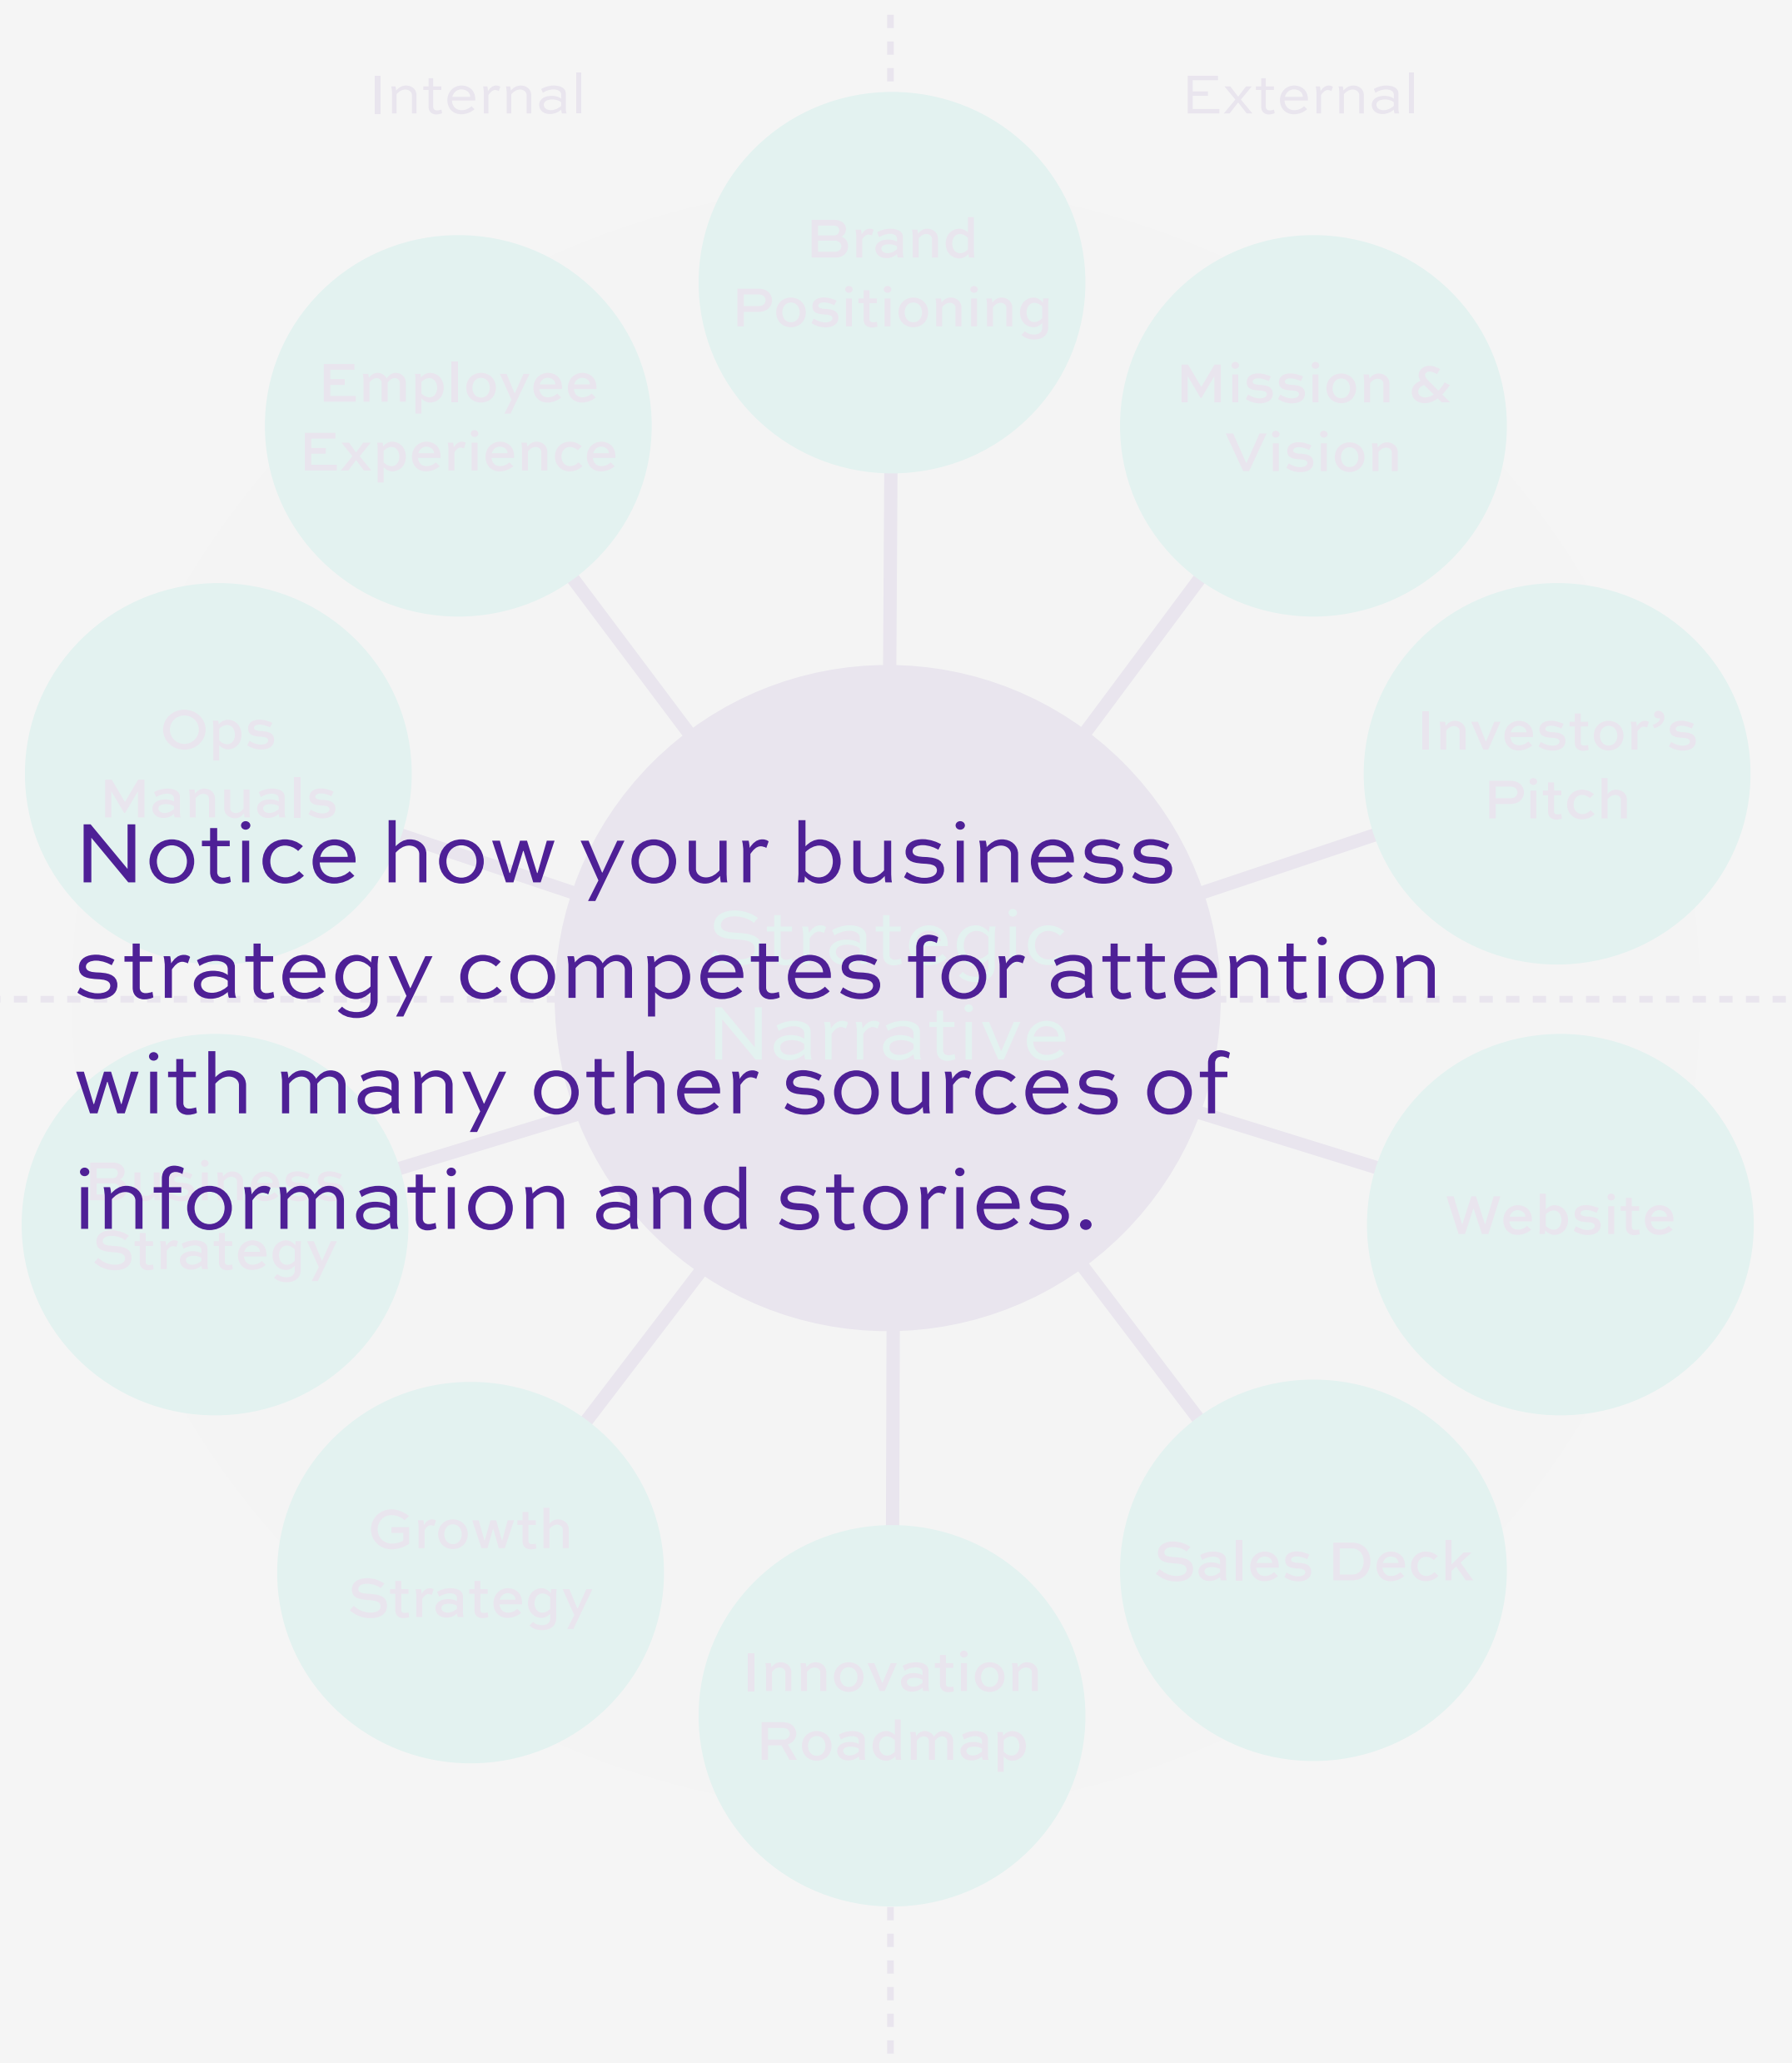 Internal
External
Brand
Positioning
Employee
Experience
Mission &
Vision
Ops
Manuals
Investor's
Pitch
Notice how your business
strategy competes for attention
with many other sources of
information and stories.
Strategic
Narrative
Business
Strategy
Website
Growth
Strategy
Sales Deck
Innovation
Roadmap